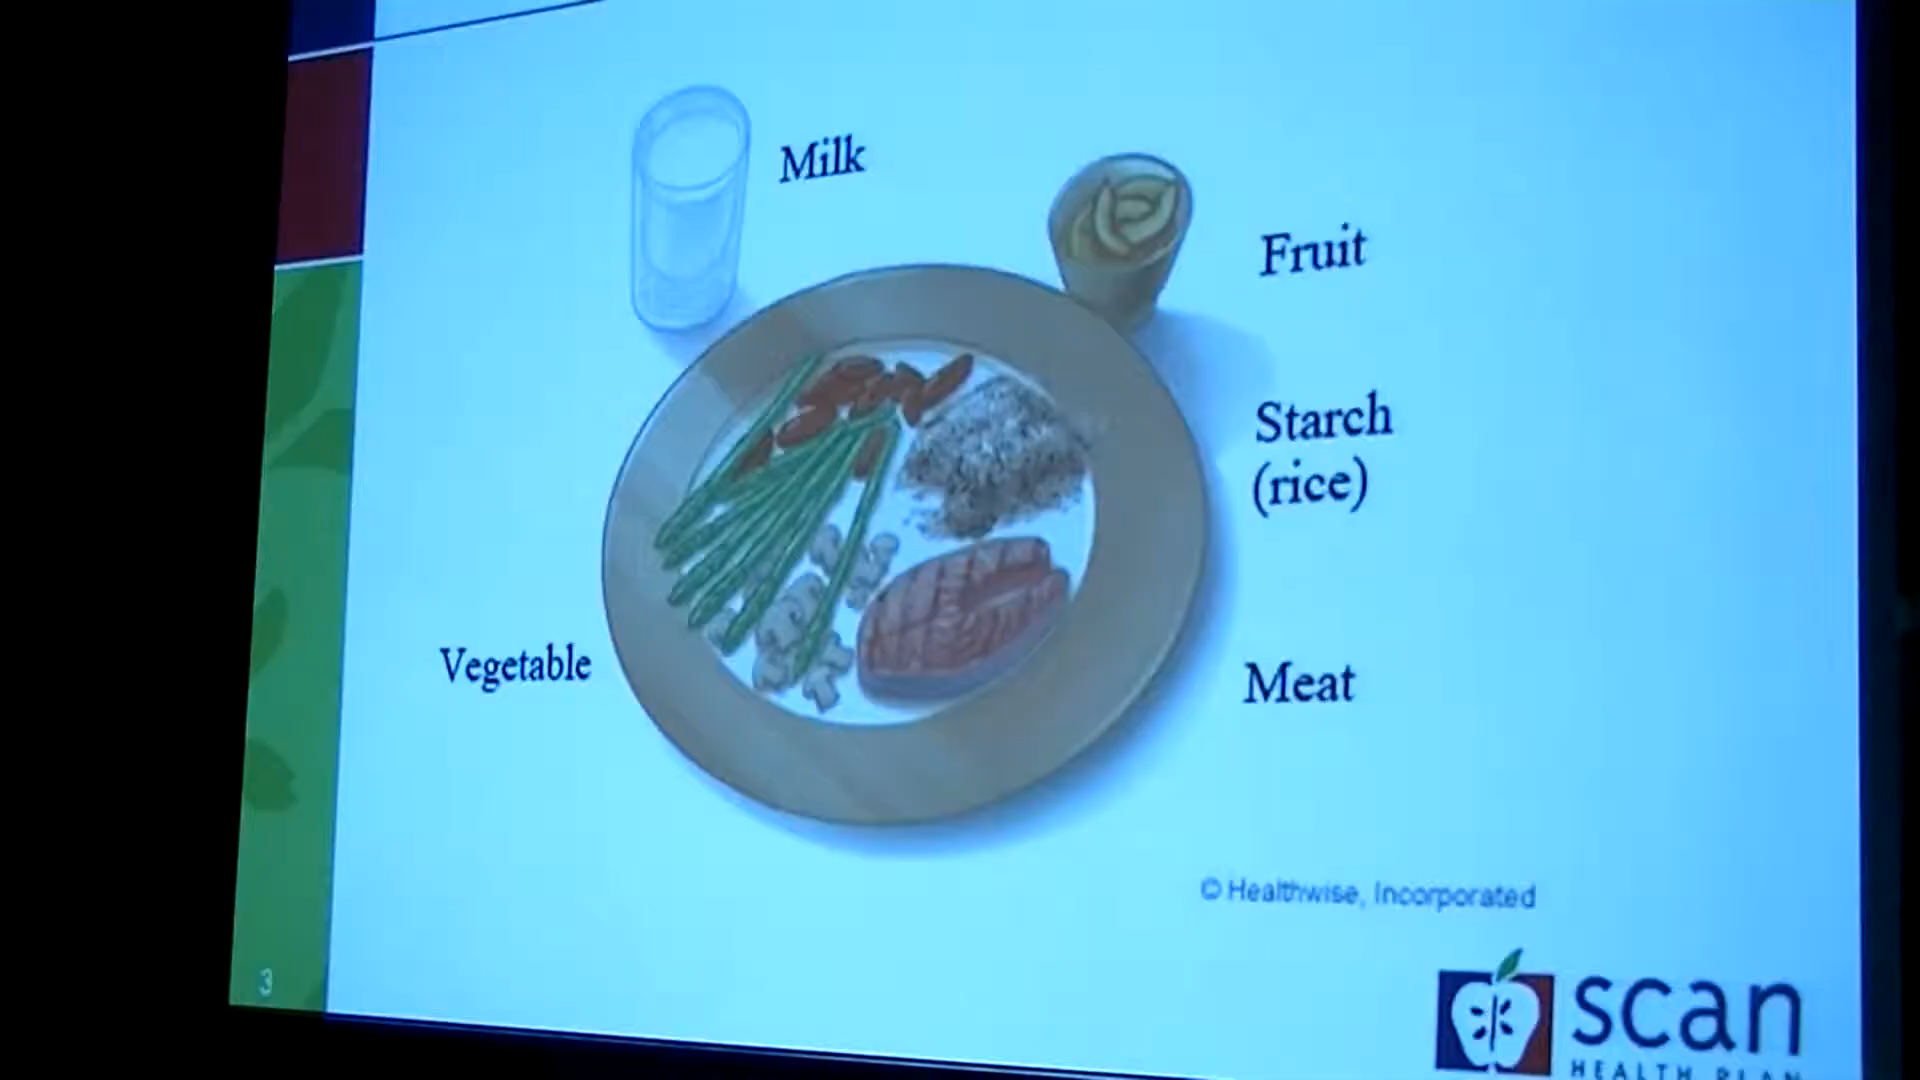 Milk
Fruit
Starch
(rice)
Vegetable
Meat
© Healthwise, Incorporated
3
scan
HEALTH PLAN